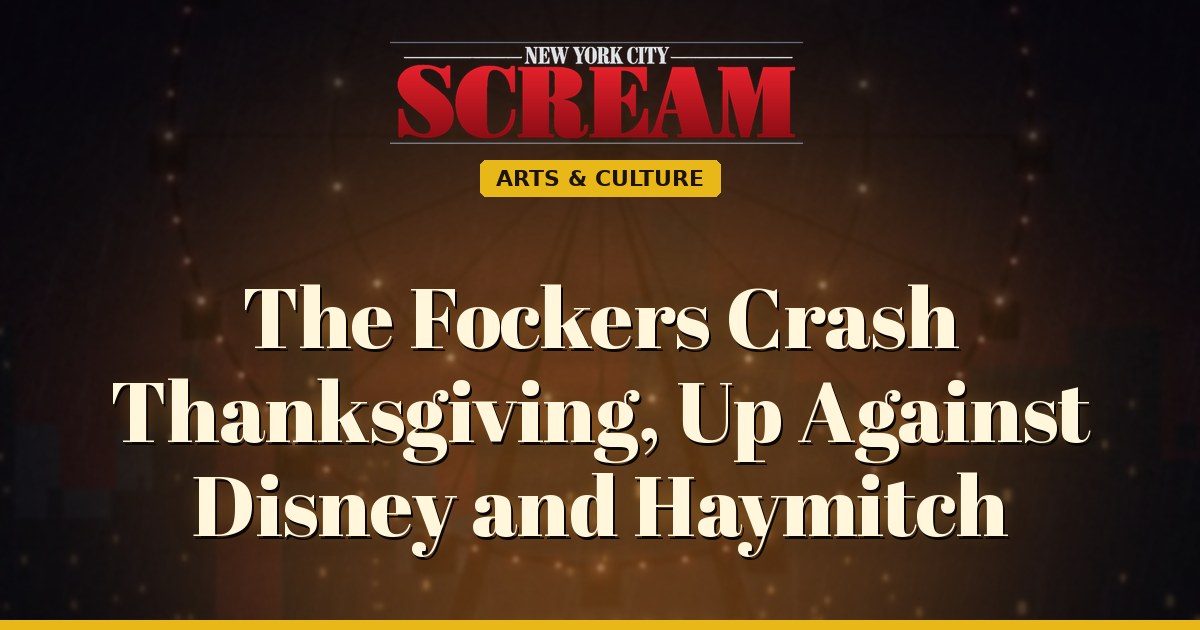 NEW YORK CITY
SCREAM
ARTS & CULTURE
The Fockers Crash
Thanksgiving, Up Against
Disney and Haymitch